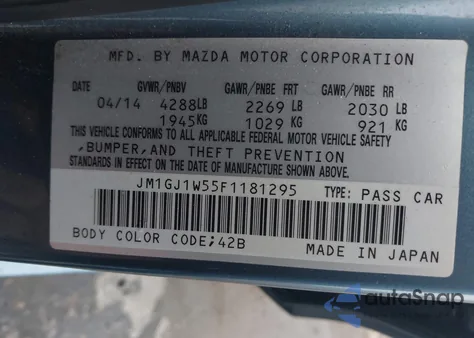 MFD. BY MAZDA MOTOR CORPORATION
DATE GVWR/PNBV GAWR/PNBE FRT GAWR/PNBE RR
04/14 4288LB 2269 LB 2030 LB
1945KG 1029 KG 921 KG
THIS VEHICLE CONFORMS TO ALL APPLICABLE FEDERAL MOTOR VEHICLE SAFETY
,BUMPER,AND THEFT PREVENTION
STANDARDS IN EFFECT ON THE DATE OF MANUFACTURE SHOWN ABOVE.
JM1GJ1W55F1181295 TYPE: PASS CAR
BODY COLOR CODE;42B MADE IN JAPAN
autoSnap